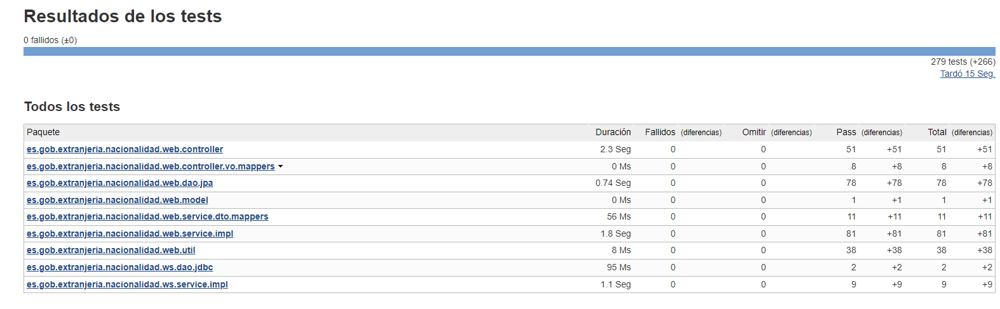 Resultados de los tests
0 fallidos (±0)
279 tests (+266)
Tardó 15 Seg.
Todos los tests
Paquete Duración Fallidos (diferencias) Omitir (diferencias) Pass (diferencias) Total (diferencias)
es.gob.extranjeria.nacionalidad.web.controller 2.3 Seg 0 0 51 +51 51 +51
es.gob.extranjeria.nacionalidad.web.controller.vo.mappers 0 Ms 0 0 8 +8 8 +8
es.gob.extranjeria.nacionalidad.web.dao.jpa 0.74 Seg 0 0 78 +78 78 +78
es.gob.extranjeria.nacionalidad.web.model 0 Ms 0 0 1 +1 1 +1
es.gob.extranjeria.nacionalidad.web.service.dto.mappers 56 Ms 0 0 11 +11 11 +11
es.gob.extranjeria.nacionalidad.web.service.impl 1.8 Seg 0 0 81 +81 81 +81
es.gob.extranjeria.nacionalidad.web.util 8 Ms 0 0 38 +38 38 +38
es.gob.extranjeria.nacionalidad.ws.dao.jdbc 95 Ms 0 0 2 +2 2 +2
es.gob.extranjeria.nacionalidad.ws.service.impl 1.1 Seg 0 0 9 +9 9 +9